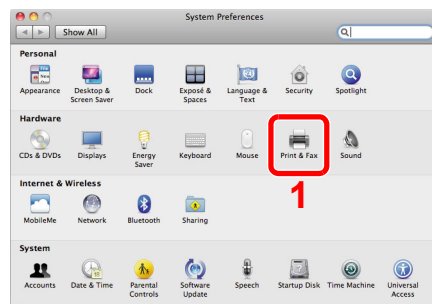 System Preferences
Show All
Personal
Appearance
Desktop &
Screen Saver
Dock
Exposé &
Spaces
Language &
Text
Security
Spotlight
Hardware
CDs & DVDs
Displays
Energy
Saver
Keyboard
Mouse
Print & Fax
Sound
1
Internet & Wireless
MobileMe
Network
Bluetooth
Sharing
System
Accounts
Date & Time
Parental
Controls
Software
Update
Speech
Startup Disk
Time Machine
Universal
Access